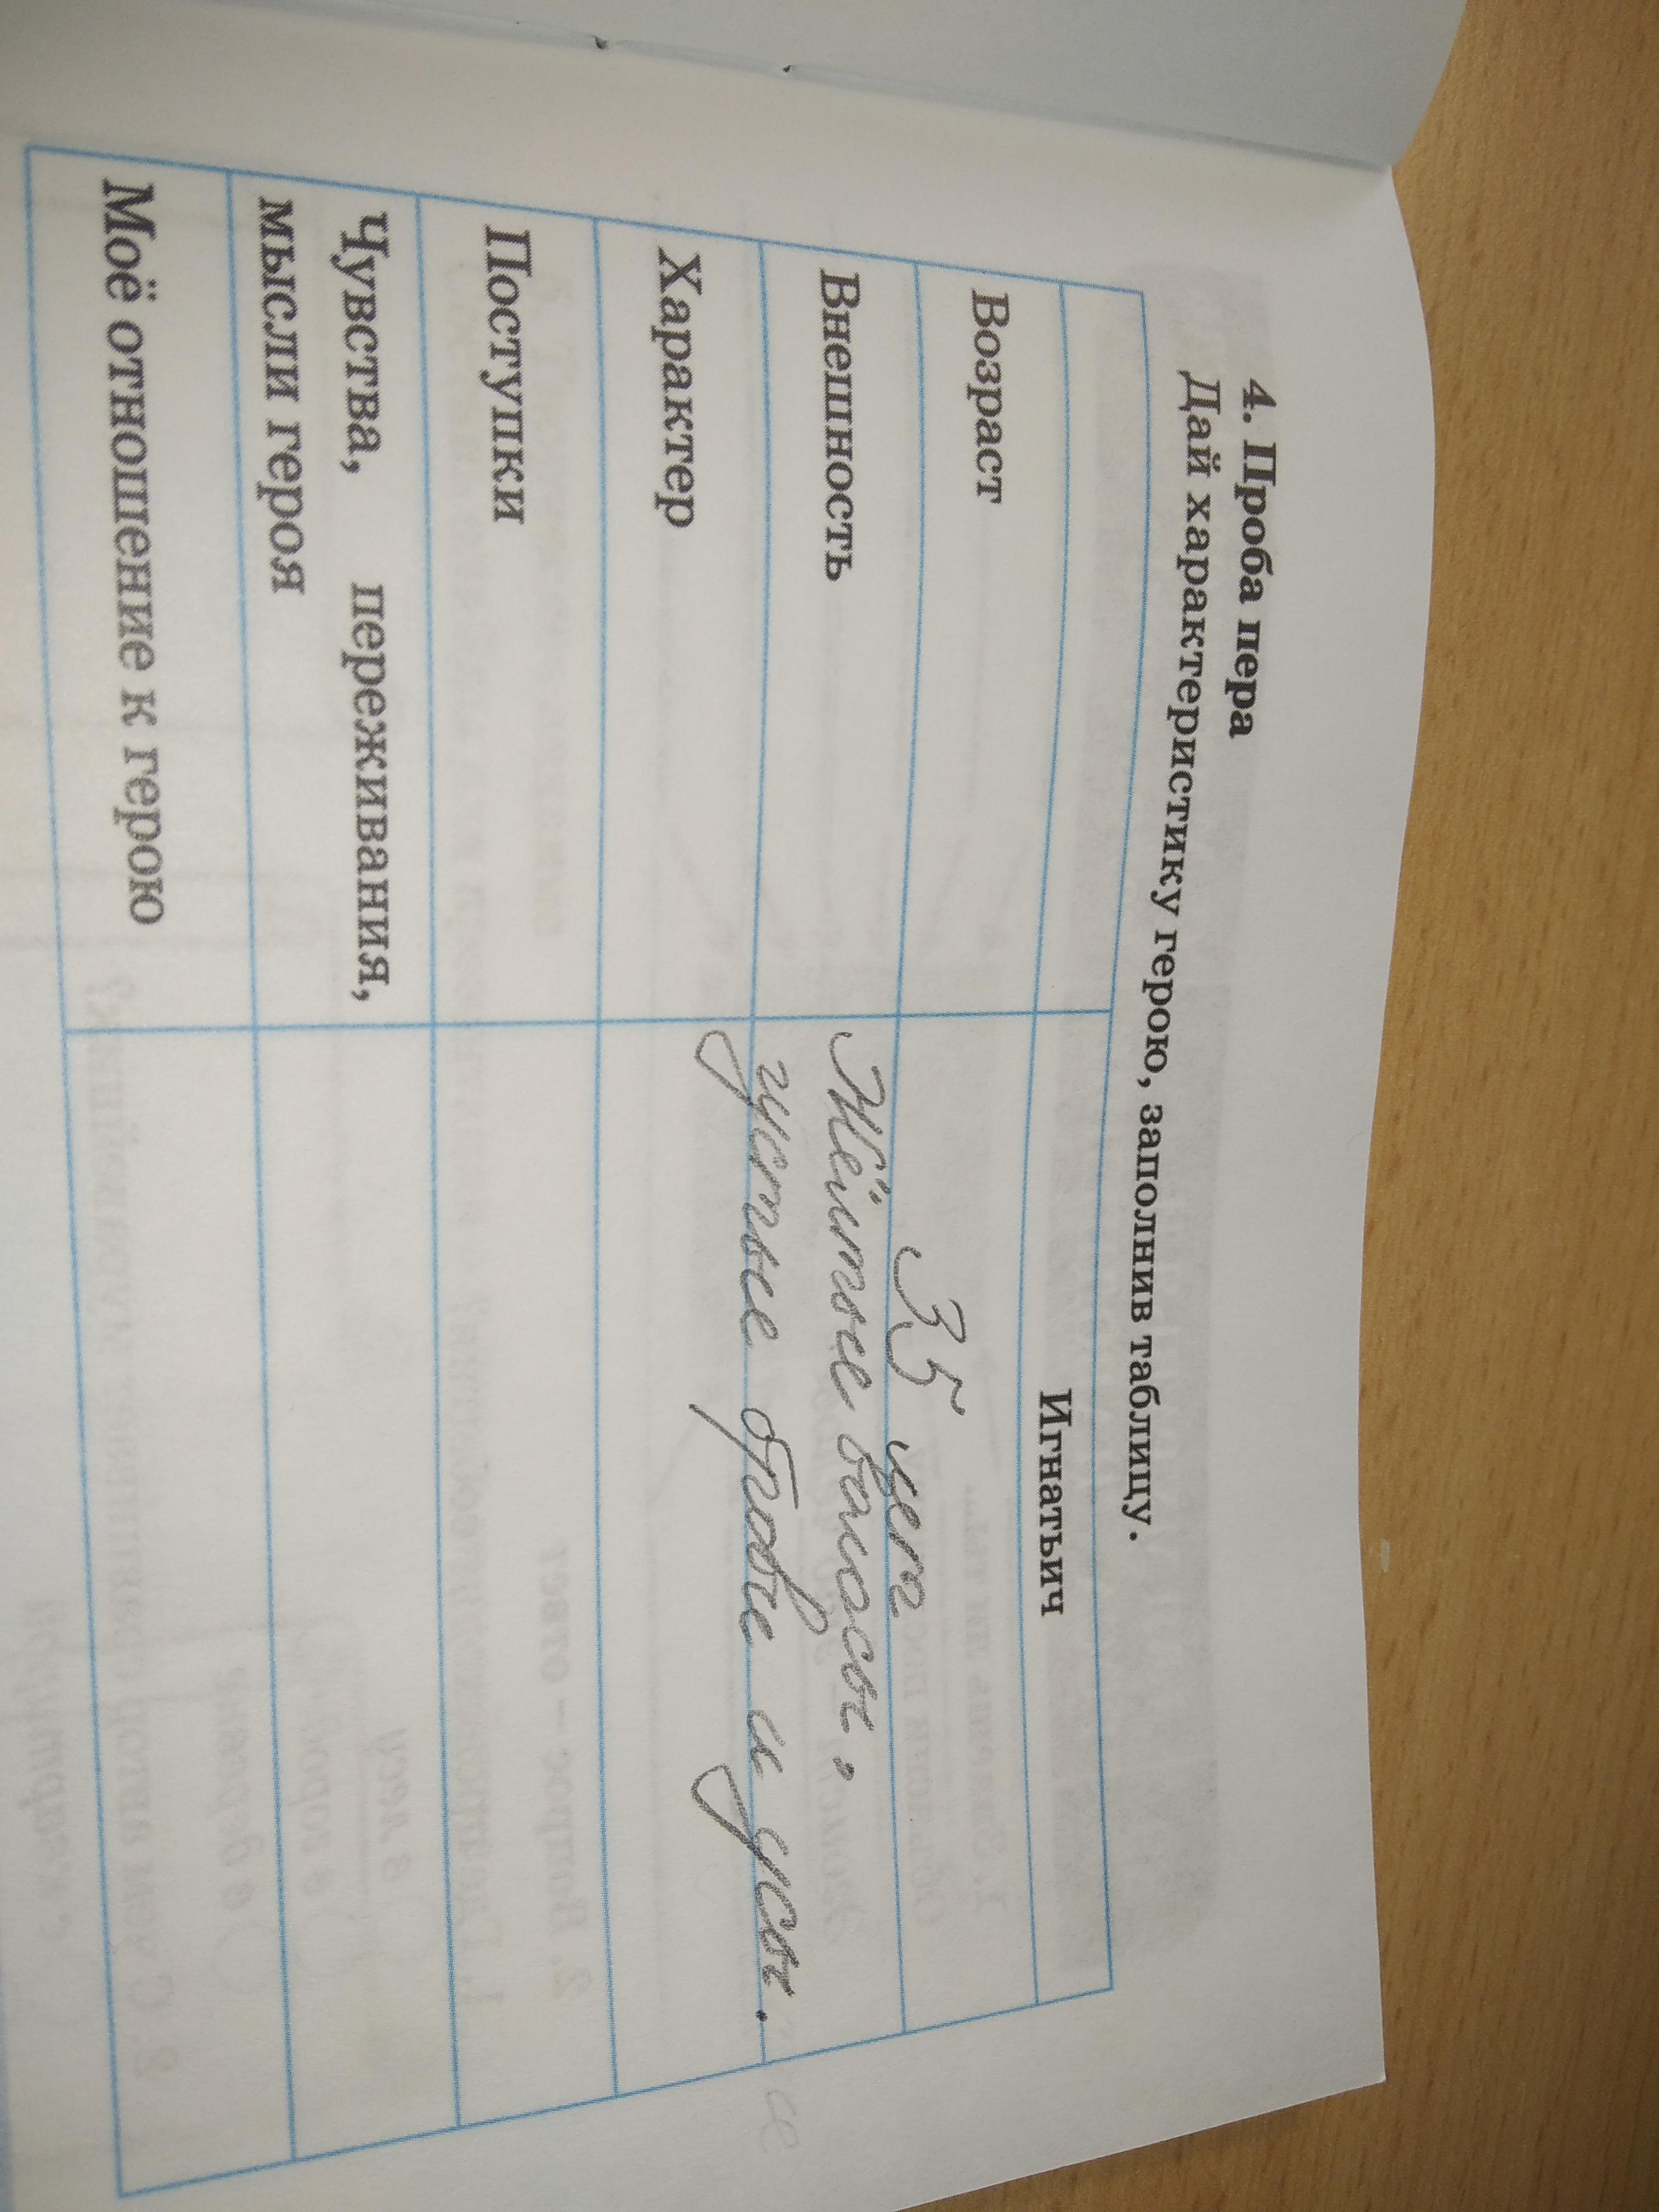 4. Проба пера
Дай характеристику герою, заполнив таблицу.
Игнатьич
Возраст
35 лет
Внешность
Жёлтые волосы.
густые брови и усы.
Характер
Поступки
Чувства, переживания,
мысли героя
Моё отношение к герою